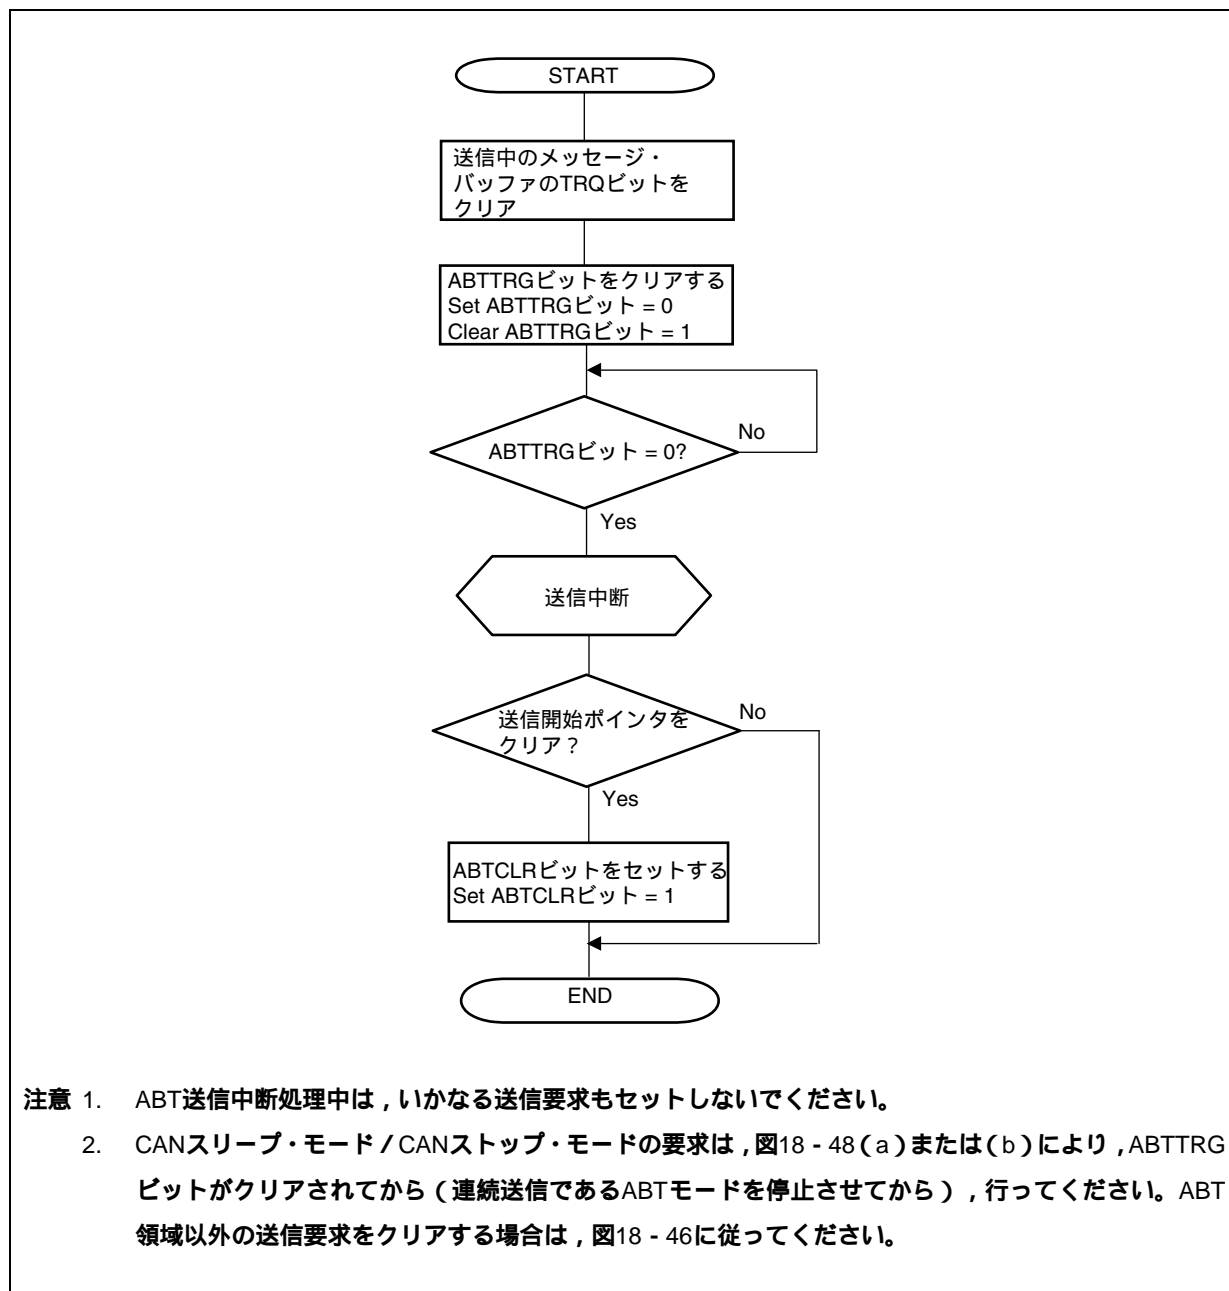 START
送信中のメッセージ・
バッファのTRQビットを
クリア
ABTTRGビットをクリアする
Set ABTTRGビット = 0
Clear ABTTRGビット = 1
ABTTRGビット = 0?
No
Yes
送信中断
送信開始ポインタを
クリア？
No
Yes
ABTCLRビットをセットする
Set ABTCLRビット = 1
END
注意 1. ABT送信中断処理中は，いかなる送信要求もセットしないでください。
2. CANスリープ・モード／CANストップ・モードの要求は，図18 - 48（a）または（b）により，ABTTRG
ビットがクリアされてから（連続送信であるABTモードを停止させてから），行ってください。ABT
領域以外の送信要求をクリアする場合は，図18 - 46に従ってください。